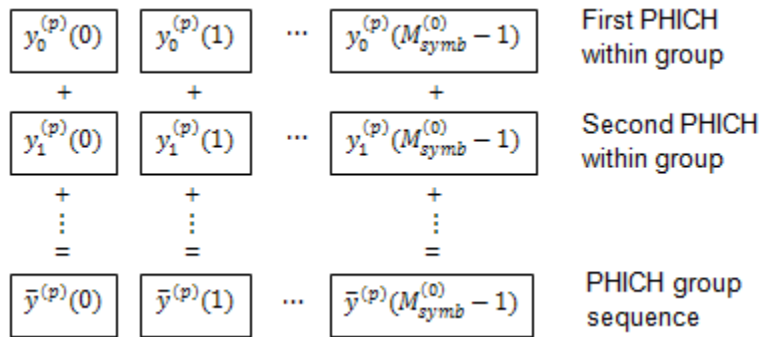 y_0^{(p)}(0) y_0^{(p)}(1) ... y_0^{(p)}(M_{symb}^{(0)} − 1) First PHICH
within group
+ + +
y_1^{(p)}(0) y_1^{(p)}(1) ... y_1^{(p)}(M_{symb}^{(0)} − 1) Second PHICH
within group
+ + +
⋮ ⋮ ⋮
= = =
ȳ^{(p)}(0) ȳ^{(p)}(1) ... ȳ^{(p)}(M_{symb}^{(0)} − 1) PHICH group
sequence